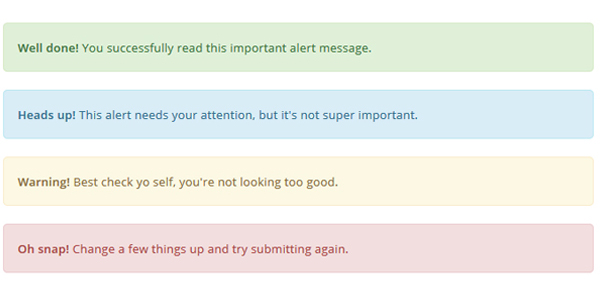 Well done! You successfully read this important alert message.
Heads up! This alert needs your attention, but it's not super important.
Warning! Best check yo self, you're not looking too good.
Oh snap! Change a few things up and try submitting again.